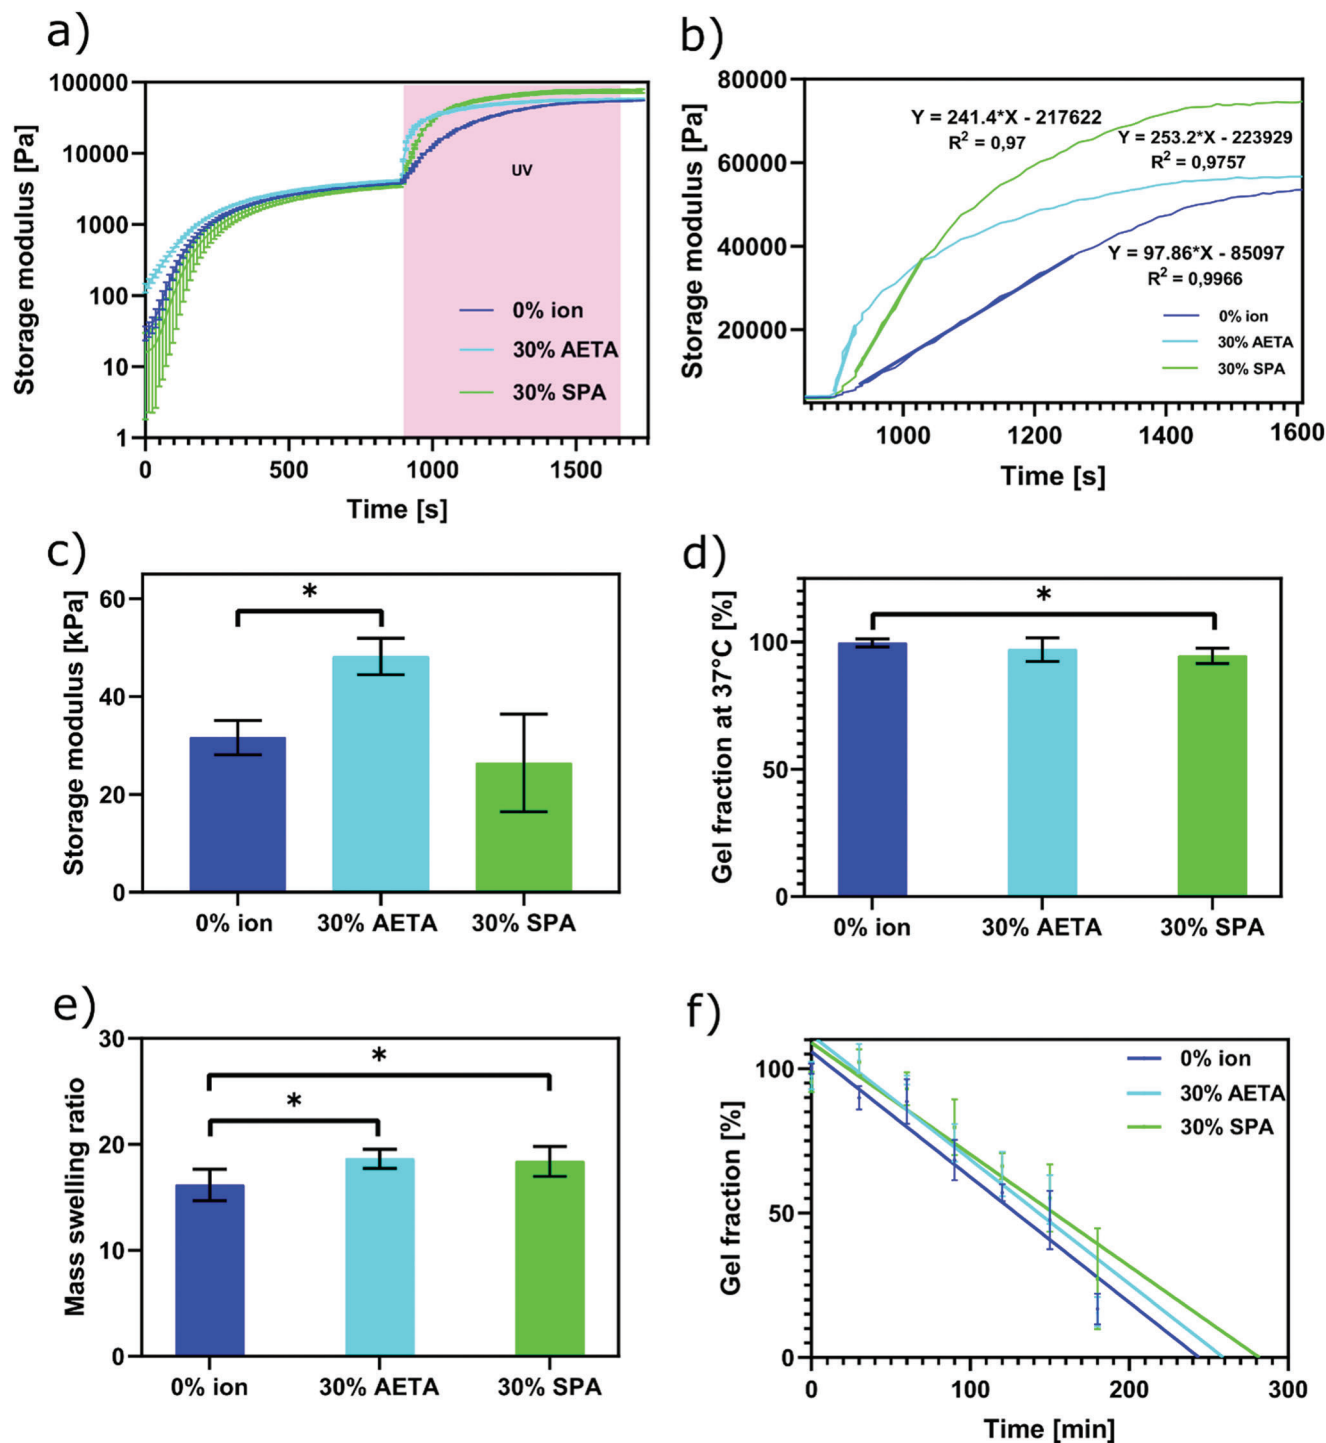 a)
Storage modulus [Pa]
100000
10000
1000
100
10
1
UV
0% ion
30% AETA
30% SPA
0
500
1000
1500
Time [s]
b)
Storage modulus [Pa]
80000
60000
40000
20000
Y = 241.4*X - 217622
R2 = 0,97
Y = 253.2*X - 223929
R2 = 0,9757
Y = 97.86*X - 85097
R2 = 0,9966
0% ion
30% AETA
30% SPA
1000
1200
1400
1600
Time [s]
c)
Storage modulus [kPa]
60
40
20
0
*
0% ion
30% AETA
30% SPA
d)
Gel fraction at 37°C [%]
100
50
0
*
0% ion
30% AETA
30% SPA
e)
Mass swelling ratio
30
20
10
0
*
*
0% ion
30% AETA
30% SPA
f)
Gel fraction [%]
100
50
0
0% ion
30% AETA
30% SPA
0
100
200
300
Time [min]